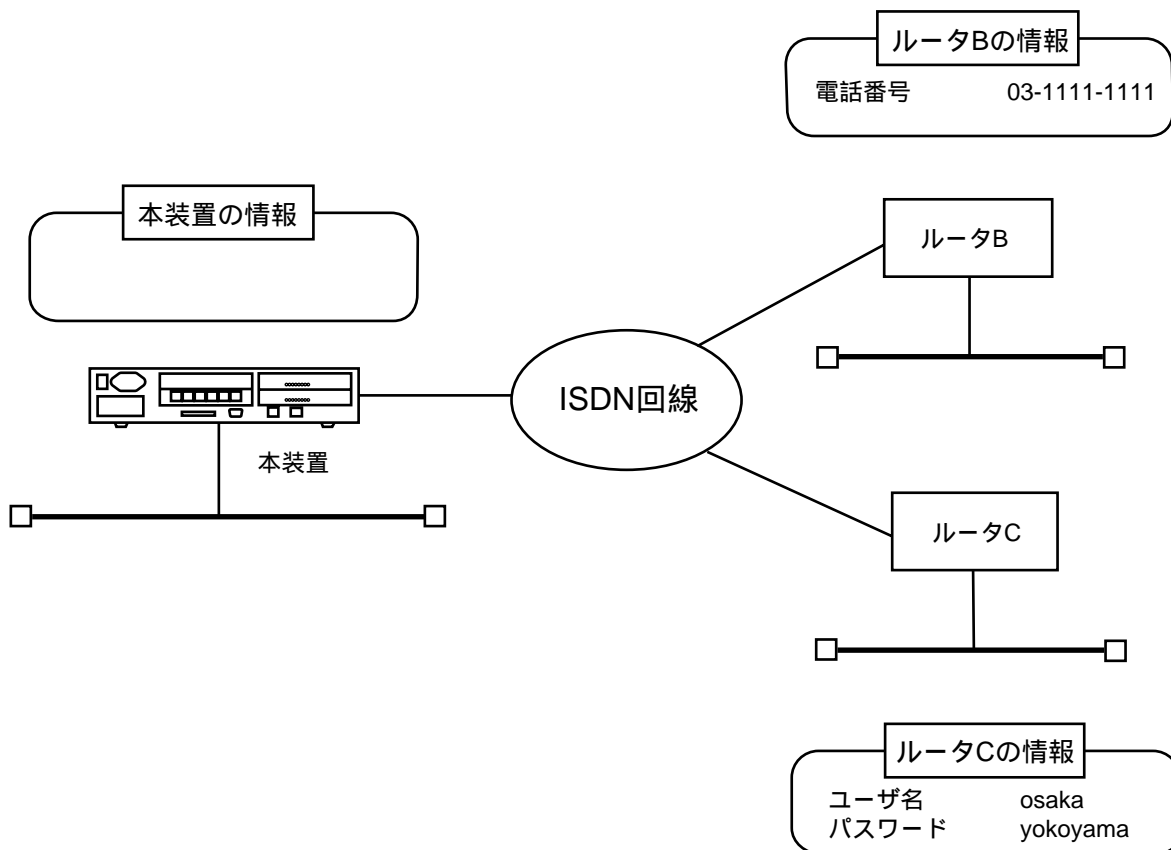 ルータBの情報
電話番号 03-1111-1111
本装置の情報
ルータB
ISDN回線
本装置
ルータC
ルータCの情報
ユーザ名 osaka
パスワード yokoyama